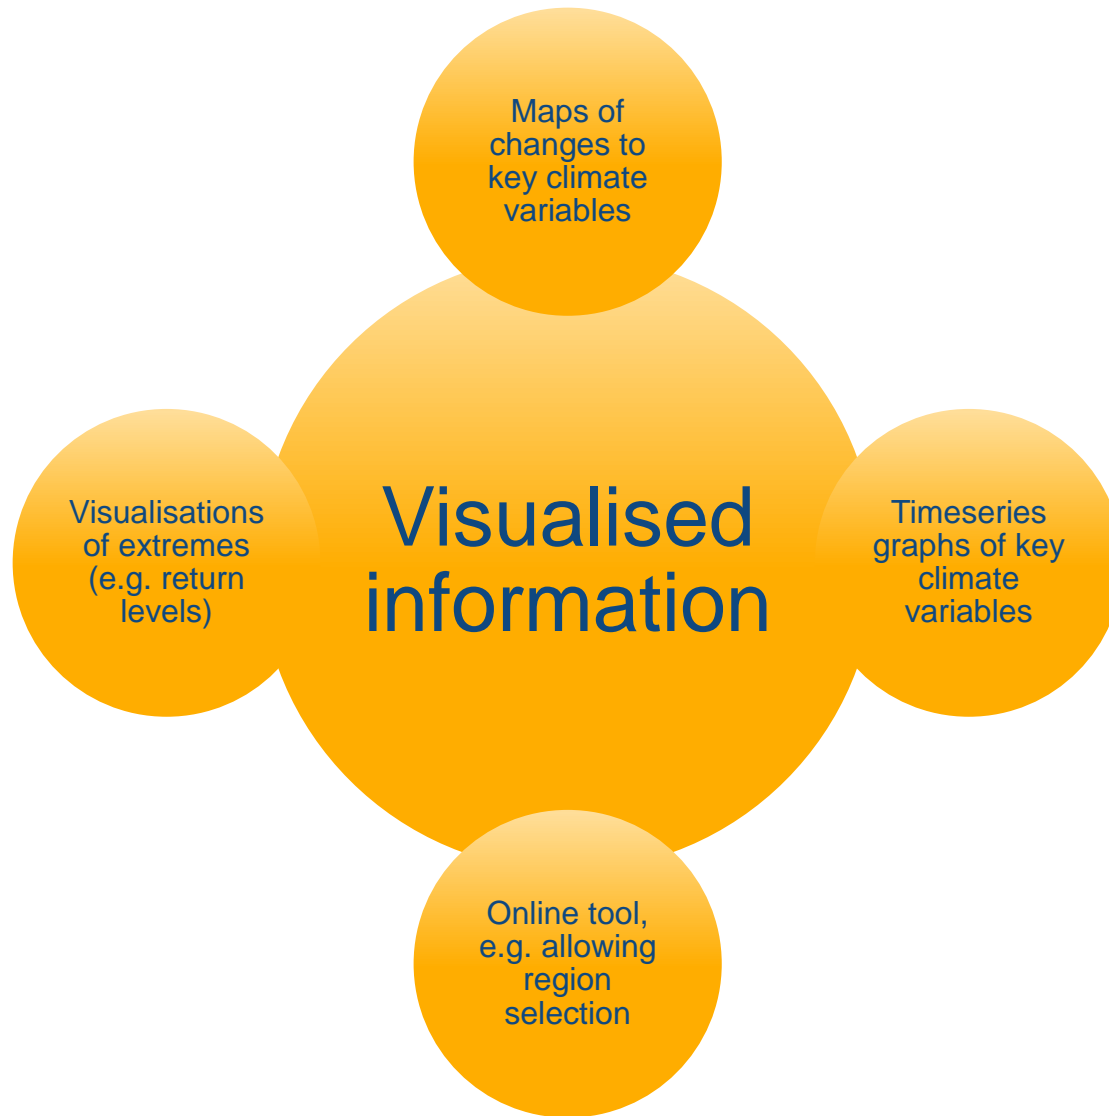 Maps of
changes to
key climate
variables
Visualisations
of extremes
(e.g. return
levels)
Visualised
information
Timeseries
graphs of key
climate
variables
Online tool,
e.g. allowing
region
selection